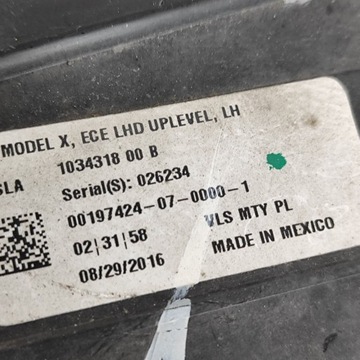 MODEL X, ECE LHD UPLEVEL, LH
1034318 00 B
SLA
Serial(S): 026234
00197424-07-0000-1
VLS MTY PL
02|31|58
MADE IN MEXICO
08/29/2016